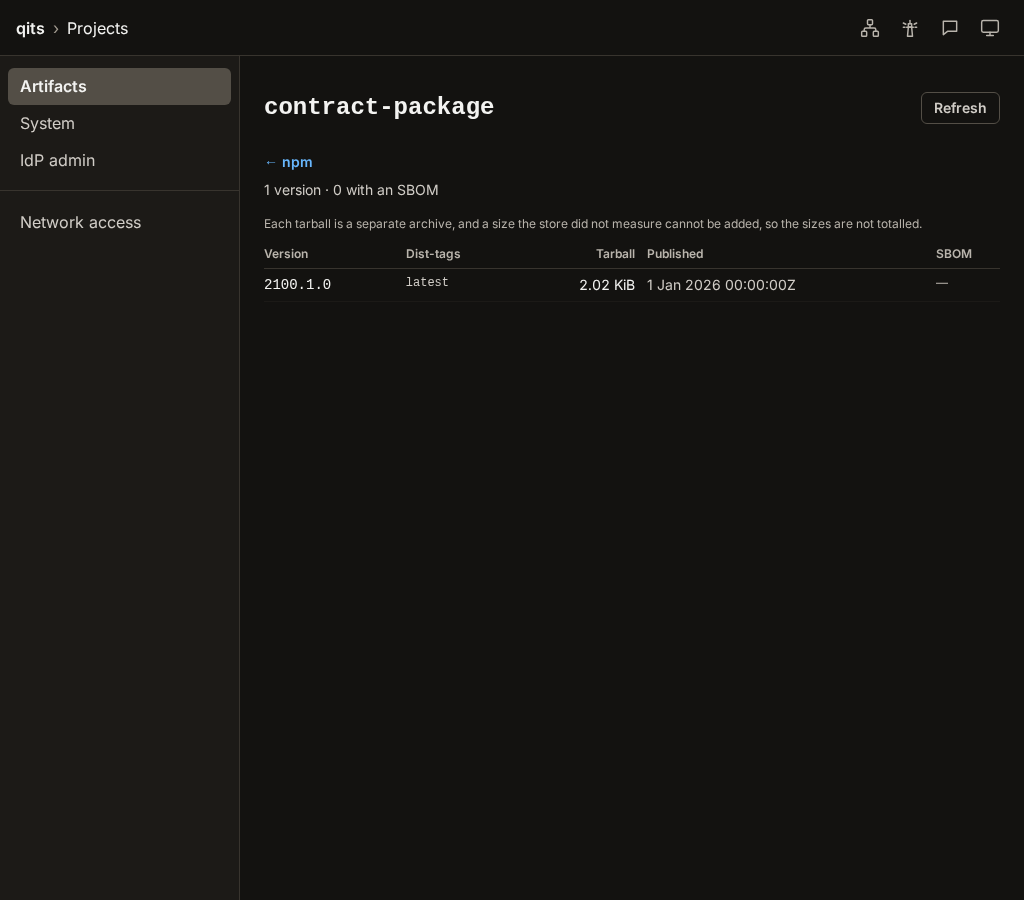 qits › Projects
Artifacts
System
IdP admin
Network access
contract-package
Refresh
← npm
1 version · 0 with an SBOM
Each tarball is a separate archive, and a size the store did not measure cannot be added, so the sizes are not totalled.
Version Dist-tags Tarball Published SBOM
2100.1.0 latest 2.02 KiB 1 Jan 2026 00:00:00Z —